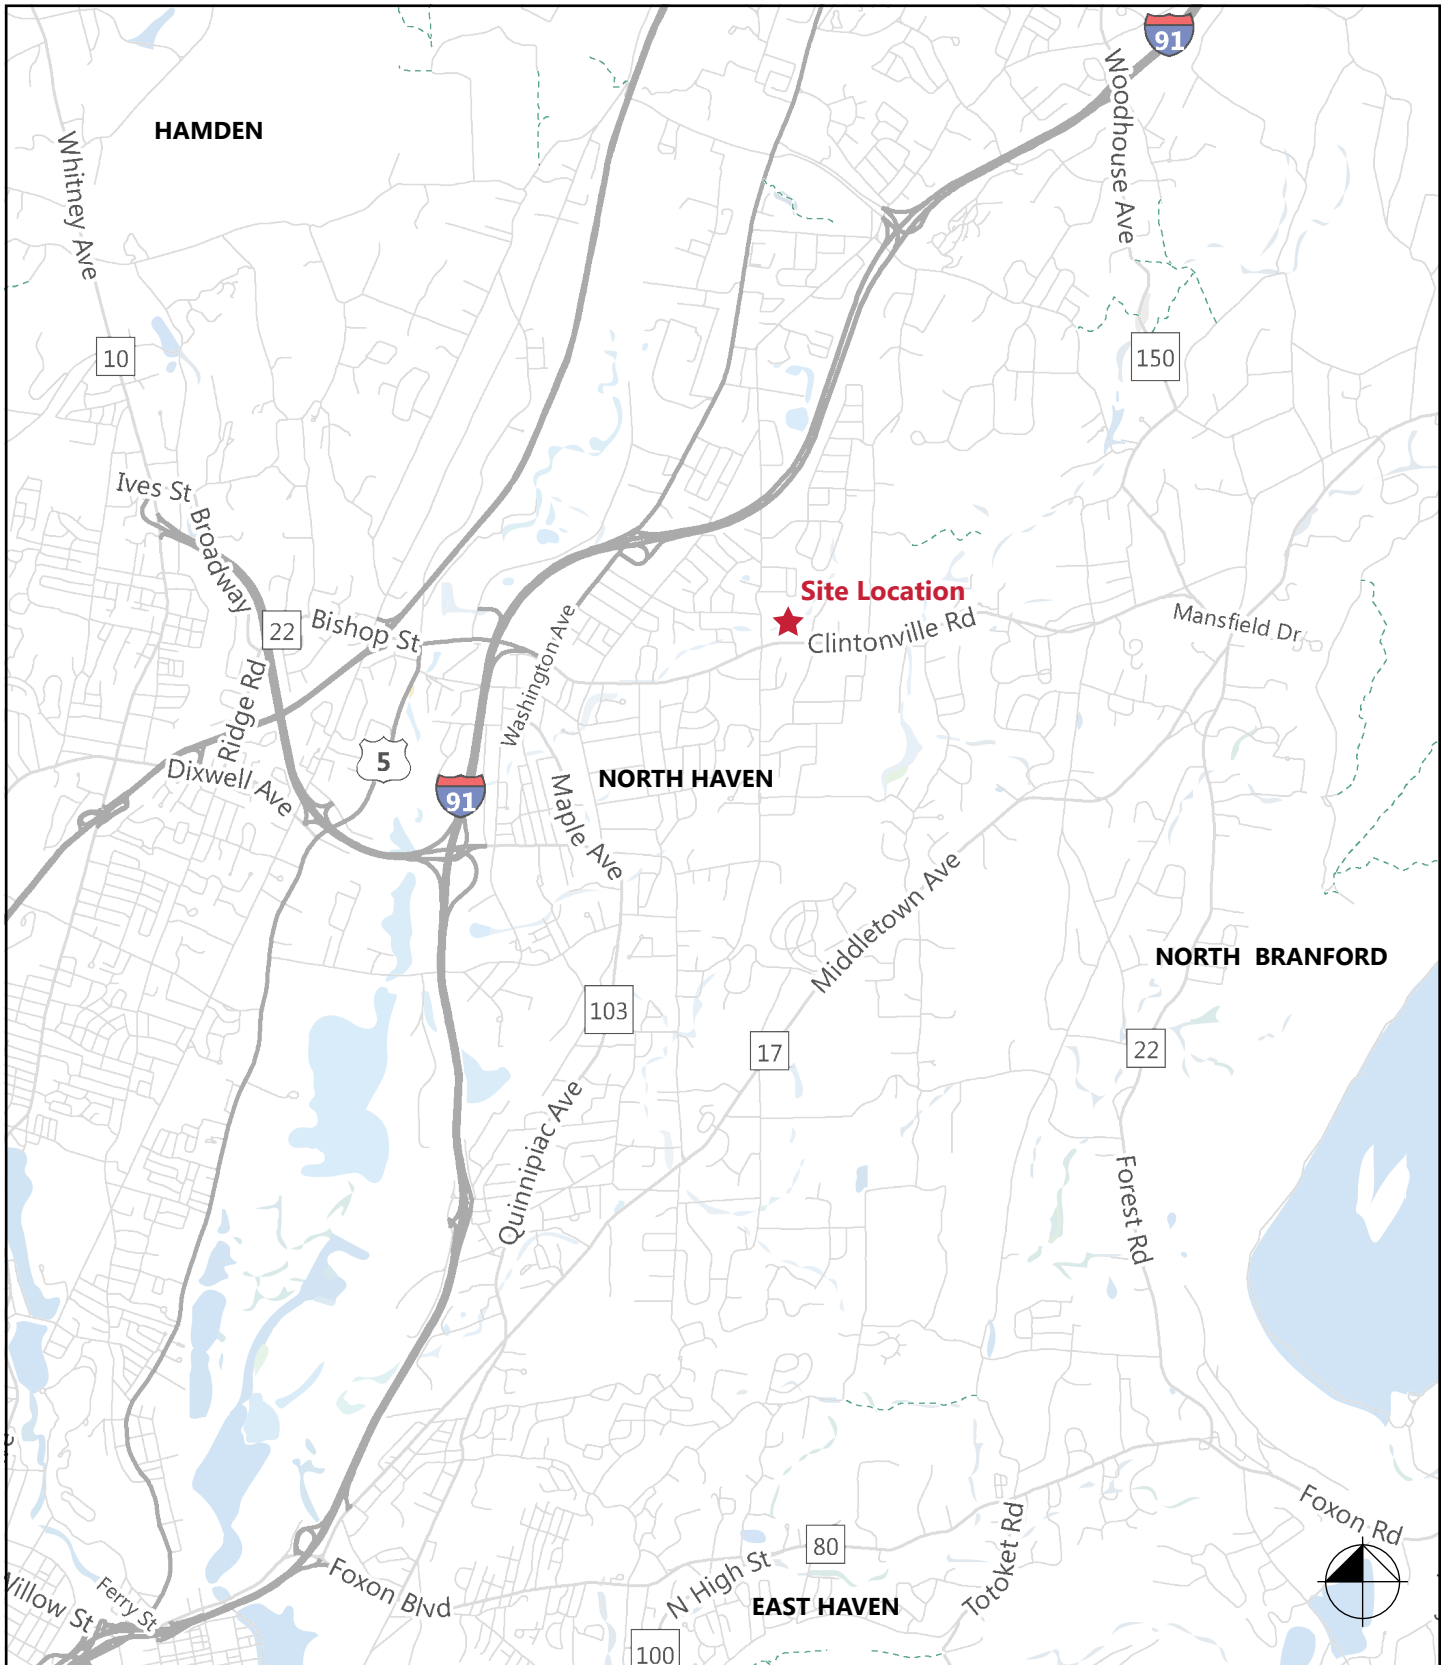 91
HAMDEN
Woodhouse Ave
Whitney Ave
10
150
Ives St
Broadway
Site Location
22
Bishop St
Clintonville Rd
Mansfield Dr
Washington Ave
Ridge Rd
5
Dixwell Ave
NORTH HAVEN
91
Maple Ave
Middletown Ave
NORTH BRANFORD
103
17
22
Quinnipiac Ave
Forest Rd
Foxon Rd
80
Totoket Rd
N High St
Foxon Blvd
Ferry St
Willow St
EAST HAVEN
100